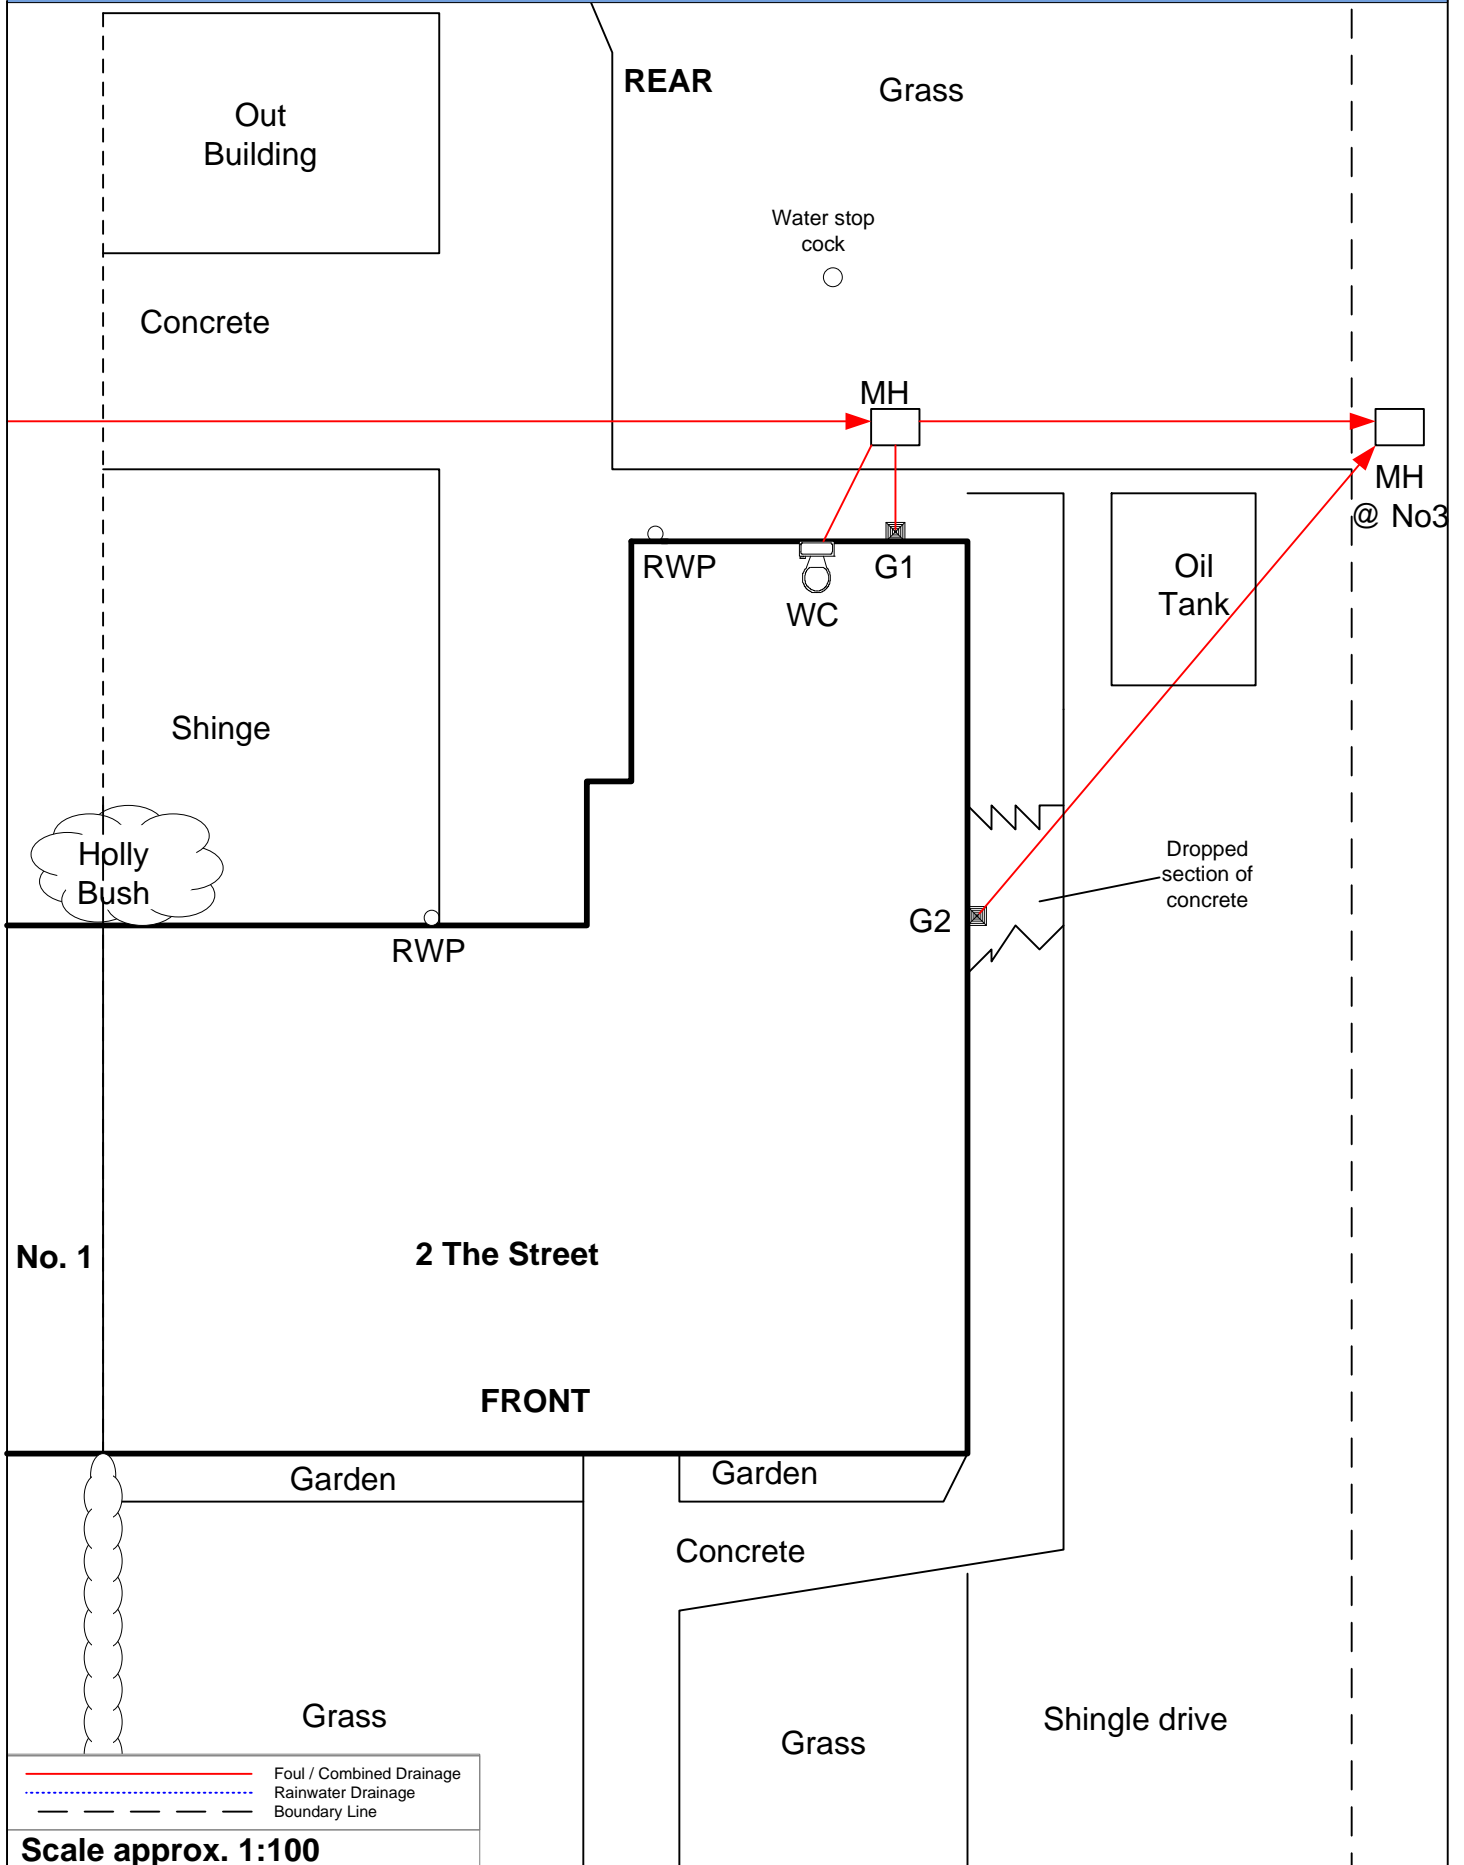 REAR
Grass
Out
Building
Water stop
cock
Concrete
MH
MH
@ No3
RWP
G1
WC
Oil
Tank
Shinge
Holly
Bush
Dropped
section of
concrete
G2
RWP
No. 1
2 The Street
FRONT
Garden
Garden
Concrete
Grass
Grass
Shingle drive
Foul / Combined Drainage
Rainwater Drainage
Boundary Line
Scale approx. 1:100